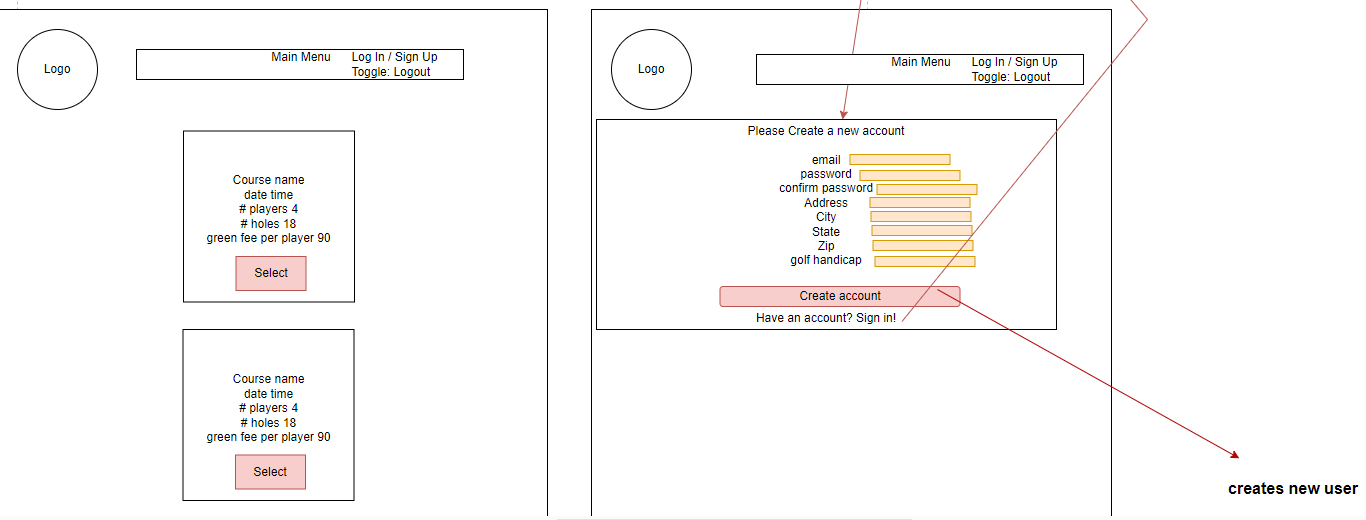 Logo
Main Menu
Log In / Sign Up
Toggle: Logout
Course name
date time
# players 4
# holes 18
green fee per player 90
Select
Course name
date time
# players 4
# holes 18
green fee per player 90
Select
Logo
Main Menu
Log In / Sign Up
Toggle: Logout
Please Create a new account
email
password
confirm password
Address
City
State
Zip
golf handicap
Create account
Have an account? Sign in!
creates new user